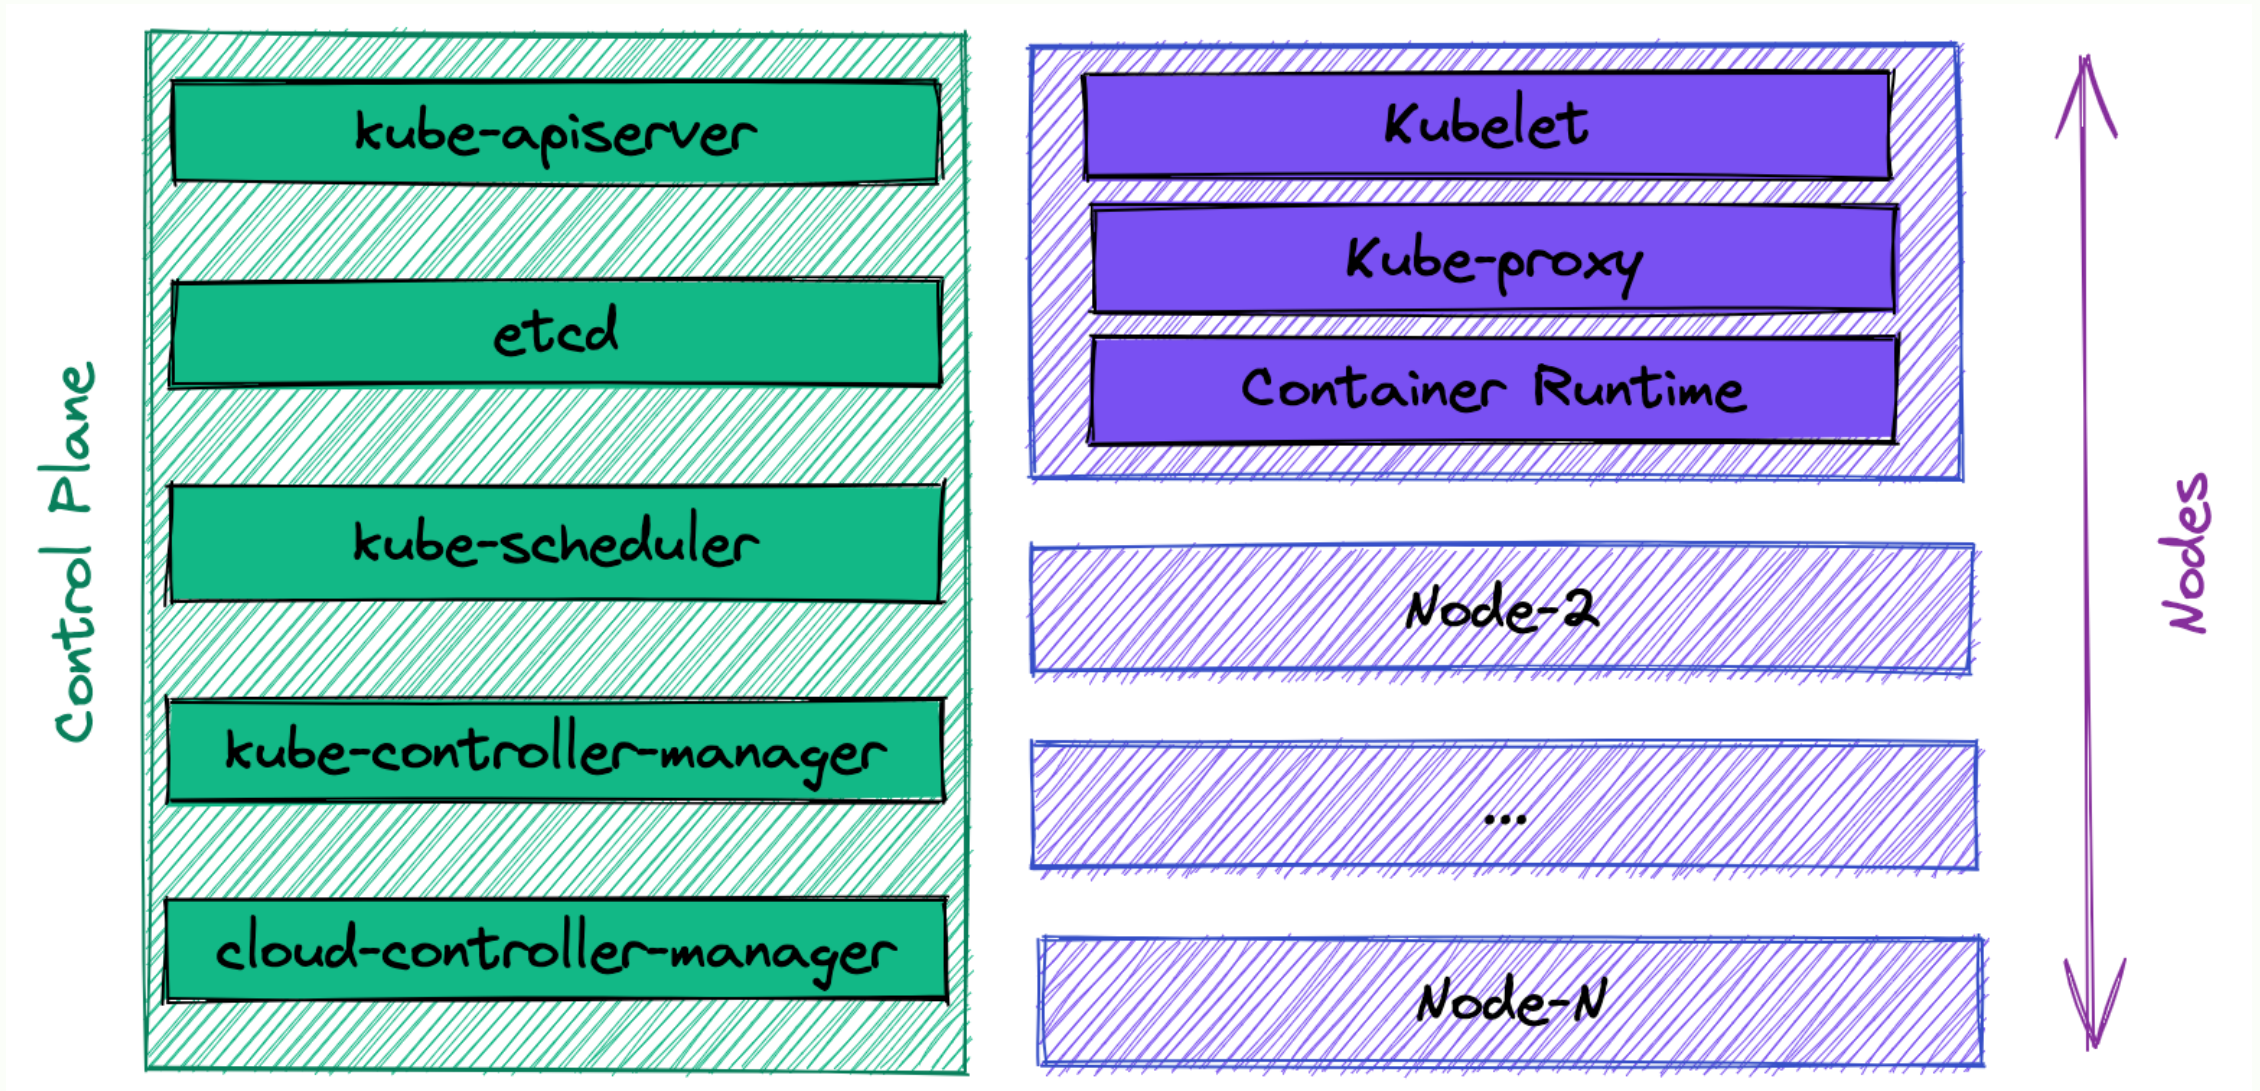 Control Plane
kube-apiserver
etcd
kube-scheduler
kube-controller-manager
cloud-controller-manager
Kubelet
Kube-proxy
Container Runtime
Node-2
...
Node-N
Nodes